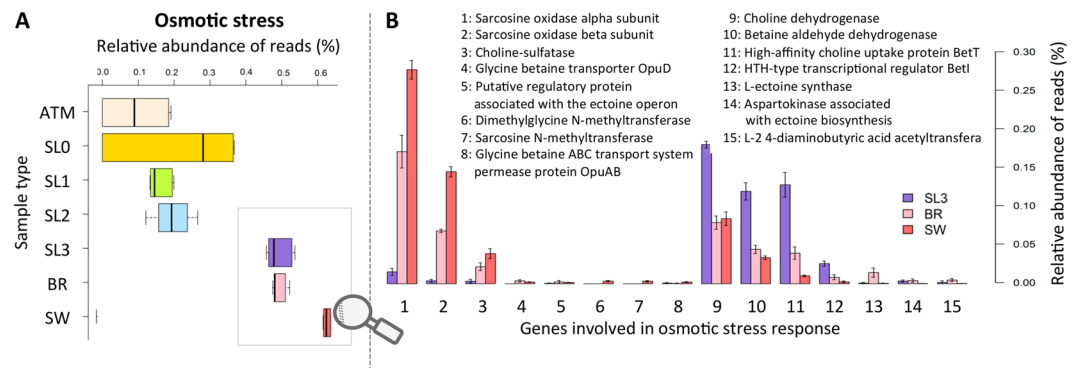 A
Osmotic stress
Relative abundance of reads (%)
0.0 0.1 0.2 0.3 0.4 0.5 0.6
Sample type
ATM
SL0
SL1
SL2
SL3
BR
SW
B
1: Sarcosine oxidase alpha subunit
2: Sarcosine oxidase beta subunit
3: Choline-sulfatase
4: Glycine betaine transporter OpuD
5: Putative regulatory protein
associated with the ectoine operon
6: Dimethylglycine N-methyltransferase
7: Sarcosine N-methyltransferase
8: Glycine betaine ABC transport system
permease protein OpuAB
9: Choline dehydrogenase
10: Betaine aldehyde dehydrogenase
11: High-affinity choline uptake protein BetT
12: HTH-type transcriptional regulator BetI
13: L-ectoine synthase
14: Aspartokinase associated
with ectoine biosynthesis
15: L-2 4-diaminobutyric acid acetyltransfera
SL3
BR
SW
0.30
0.20
0.15
0.10
0.05
0.00
Relative abundance of reads (%)
1 2 3 4 5 6 7 8 9 10 11 12 13 14 15
Genes involved in osmotic stress response